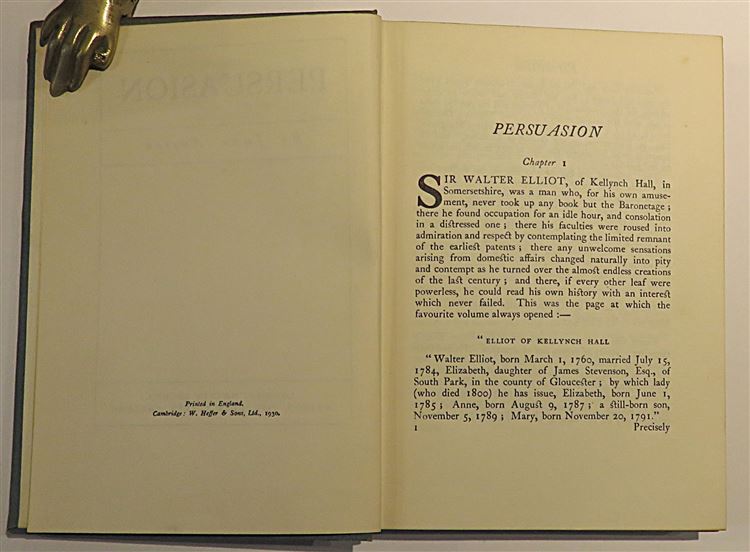 Printed in England.
Cambridge: W. Heffer & Sons, Ltd., 1930.
PERSUASION
Chapter 1
SIR WALTER ELLIOT, of Kellynch Hall, in
Somersetshire, was a man who, for his own amuse-
ment, never took up any book but the Baronetage;
there he found occupation for an idle hour, and consolation
in a distressed one; there his faculties were roused into
admiration and respect by contemplating the limited remnant
of the earliest patents; there any unwelcome sensations
arising from domestic affairs changed naturally into pity
and contempt as he turned over the almost endless creations
of the last century; and there, if every other leaf were
powerless, he could read his own history with an interest
which never failed. This was the page at which the
favourite volume always opened:—
"ELLIOT OF KELLYNCH HALL
"Walter Elliot, born March 1, 1760, married July 15,
1784, Elizabeth, daughter of James Stevenson, Esq., of
South Park, in the county of Gloucester; by which lady
(who died 1800) he has issue, Elizabeth, born June 1,
1785; Anne, born August 9, 1787; a still-born son,
November 5, 1789; Mary, born November 20, 1791."
1 Precisely